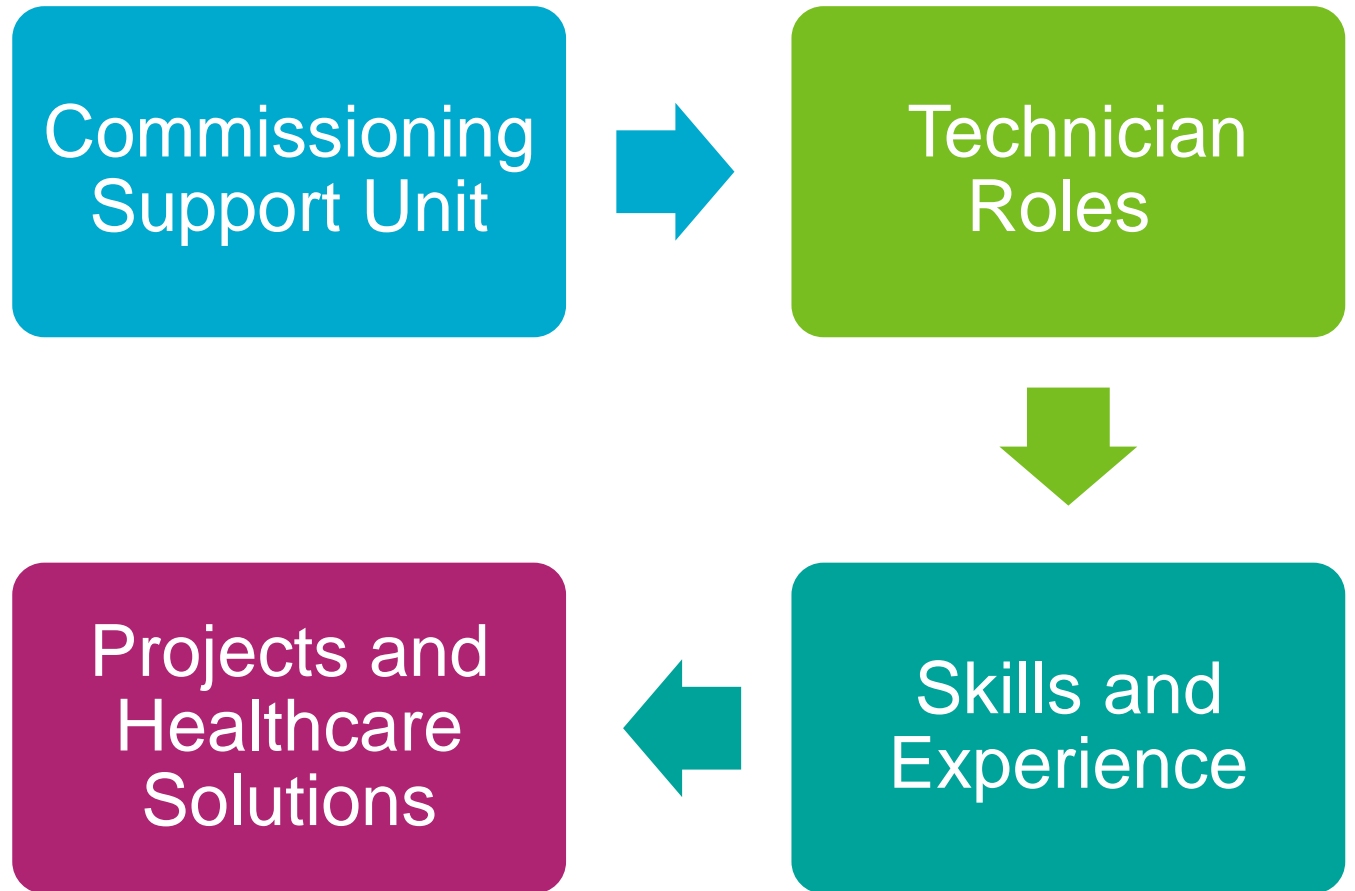 Commissioning
Support Unit
Technician
Roles
Skills and
Experience
Projects and
Healthcare
Solutions